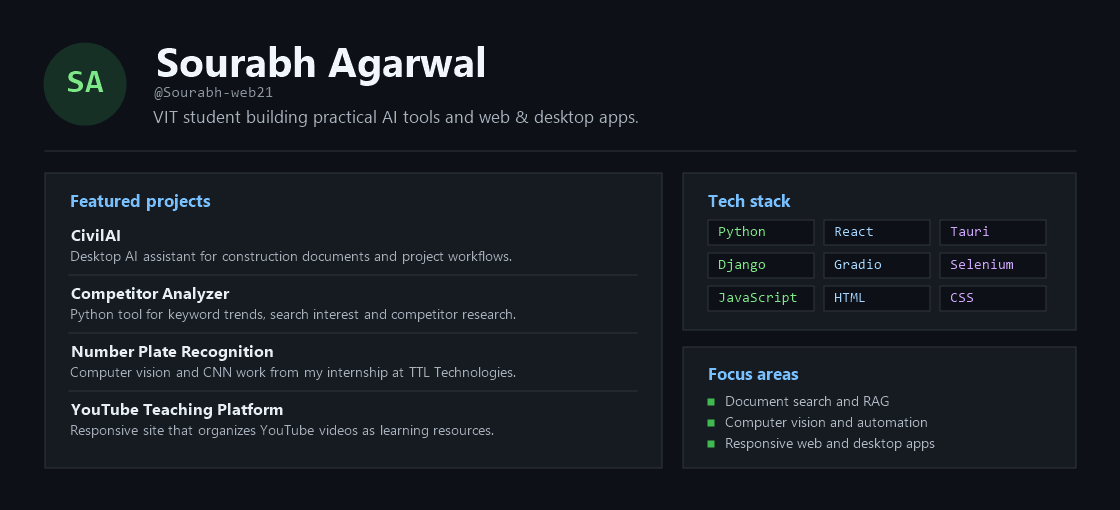 SA
Sourabh Agarwal
@Sourabh-web21
VIT student building practical AI tools and web & desktop apps.
Featured projects
CivilAI
Desktop AI assistant for construction documents and project workflows.
Competitor Analyzer
Python tool for keyword trends, search interest and competitor research.
Number Plate Recognition
Computer vision and CNN work from my internship at TTL Technologies.
YouTube Teaching Platform
Responsive site that organizes YouTube videos as learning resources.
Tech stack
Python React Tauri
Django Gradio Selenium
JavaScript HTML CSS
Focus areas
Document search and RAG
Computer vision and automation
Responsive web and desktop apps